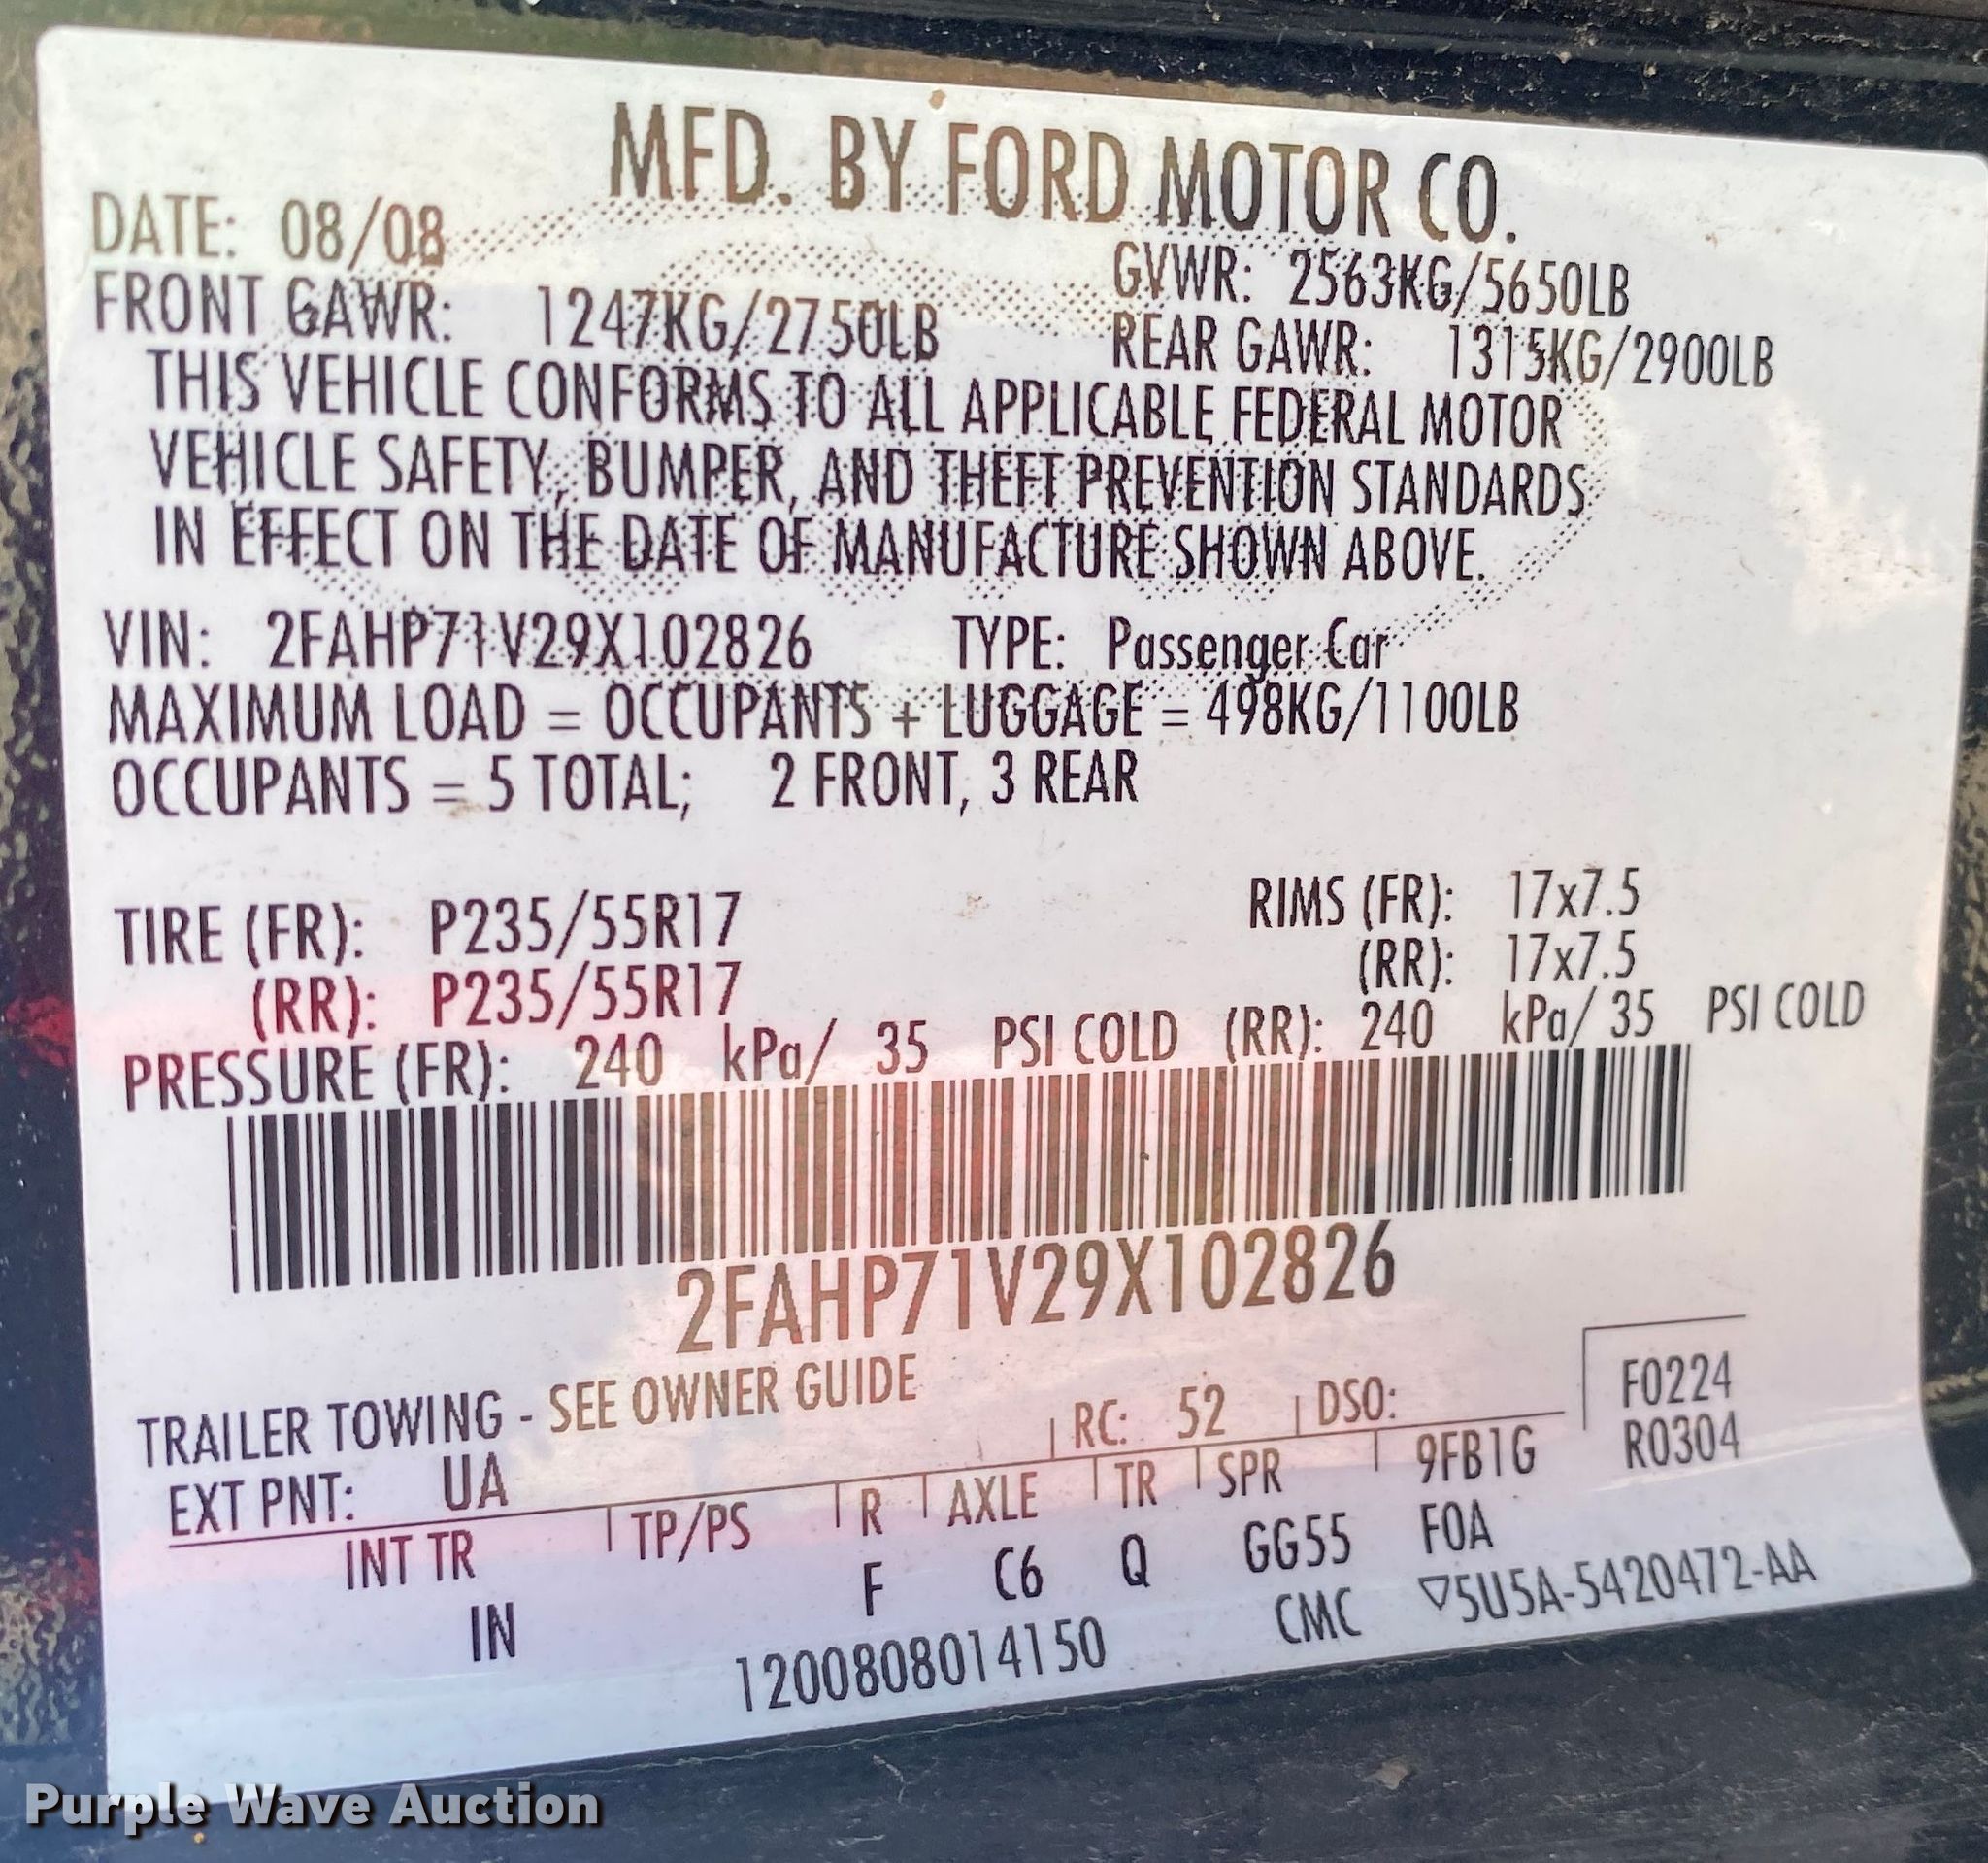 MFD. BY FORD MOTOR CO.
DATE: 08/08
GVWR: 2563KG/5650LB
FRONT GAWR: 1247KG/2750LB
REAR GAWR: 1315KG/2900LB
THIS VEHICLE CONFORMS TO ALL APPLICABLE FEDERAL MOTOR
VEHICLE SAFETY, BUMPER, AND THEFT PREVENTION STANDARDS
IN EFFECT ON THE DATE OF MANUFACTURE SHOWN ABOVE.
VIN: 2FAHP71V29X102826 TYPE: Passenger Car
MAXIMUM LOAD = OCCUPANTS + LUGGAGE = 498KG/1100LB
OCCUPANTS = 5 TOTAL; 2 FRONT, 3 REAR
TIRE (FR): P235/55R17 RIMS (FR): 17x7.5
(RR): P235/55R17 (RR): 17x7.5
PRESSURE (FR): 240 kPa/ 35 PSI COLD (RR): 240 kPa/ 35 PSI COLD
2FAHP71V29X102826
TRAILER TOWING - SEE OWNER GUIDE
EXT PNT: UA RC: 52 DSO:
F0224
R0304
INT TR TP/PS R AXLE TR SPR 9FB1G
IN F C6 Q GG55 F0A
1200808014150 CMC ▽5U5A-5420472-AA
Purple Wave Auction